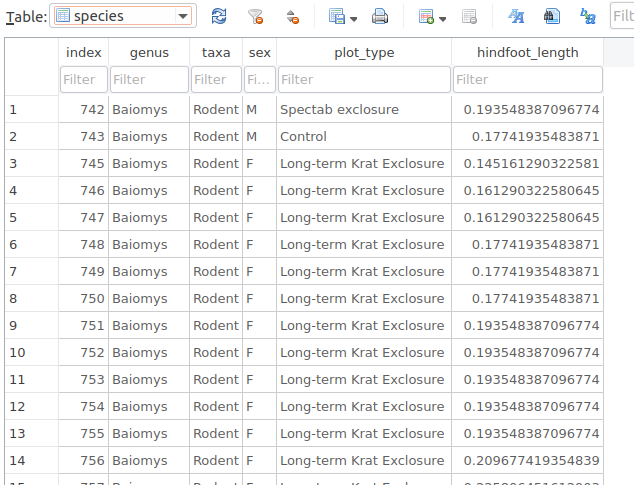 Table: species Filt
index genus taxa sex plot_type hindfoot_length
Filter Filter Filter Fi... Filter Filter
1 742 Baiomys Rodent M Spectab exclosure 0.193548387096774
2 743 Baiomys Rodent M Control 0.17741935483871
3 745 Baiomys Rodent F Long-term Krat Exclosure 0.145161290322581
4 746 Baiomys Rodent F Long-term Krat Exclosure 0.161290322580645
5 747 Baiomys Rodent F Long-term Krat Exclosure 0.161290322580645
6 748 Baiomys Rodent F Long-term Krat Exclosure 0.17741935483871
7 749 Baiomys Rodent F Long-term Krat Exclosure 0.17741935483871
8 750 Baiomys Rodent F Long-term Krat Exclosure 0.17741935483871
9 751 Baiomys Rodent F Long-term Krat Exclosure 0.193548387096774
10 752 Baiomys Rodent F Long-term Krat Exclosure 0.193548387096774
11 753 Baiomys Rodent F Long-term Krat Exclosure 0.193548387096774
12 754 Baiomys Rodent F Long-term Krat Exclosure 0.193548387096774
13 755 Baiomys Rodent F Long-term Krat Exclosure 0.193548387096774
14 756 Baiomys Rodent F Long-term Krat Exclosure 0.209677419354839